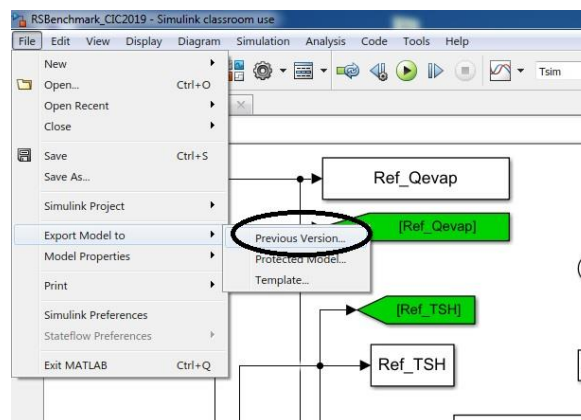 RSBenchmark_CIC2019 - Simulink classroom use
File Edit View Display Diagram Simulation Analysis Code Tools Help
Tsim
New
Open... Ctrl+O
Open Recent
Close
Save Ctrl+S
Save As...
Simulink Project
Export Model to
Model Properties
Print
Simulink Preferences
Stateflow Preferences
Exit MATLAB Ctrl+Q
Previous Version...
Protected Model...
Template...
Ref_Qevap
[Ref_Qevap]
[Ref_TSH]
Ref_TSH